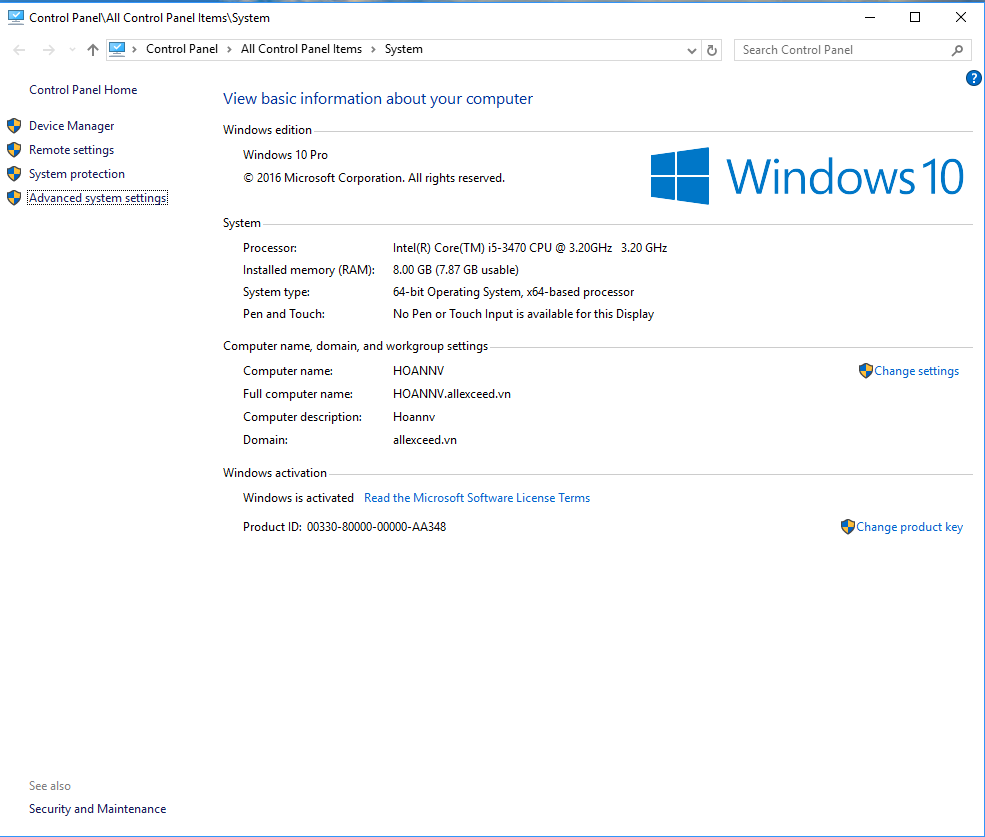 Control Panel\All Control Panel Items\System
Control Panel > All Control Panel Items > System
Search Control Panel
?
Control Panel Home
Device Manager
Remote settings
System protection
Advanced system settings
View basic information about your computer
Windows edition
Windows 10 Pro
© 2016 Microsoft Corporation. All rights reserved.
Windows 10
System
Processor: Intel(R) Core(TM) i5-3470 CPU @ 3.20GHz 3.20 GHz
Installed memory (RAM): 8.00 GB (7.87 GB usable)
System type: 64-bit Operating System, x64-based processor
Pen and Touch: No Pen or Touch Input is available for this Display
Computer name, domain, and workgroup settings
Computer name: HOANNV
Change settings
Full computer name: HOANNV.allexceed.vn
Computer description: Hoannv
Domain: allexceed.vn
Windows activation
Windows is activated Read the Microsoft Software License Terms
Product ID: 00330-80000-00000-AA348
Change product key
See also
Security and Maintenance